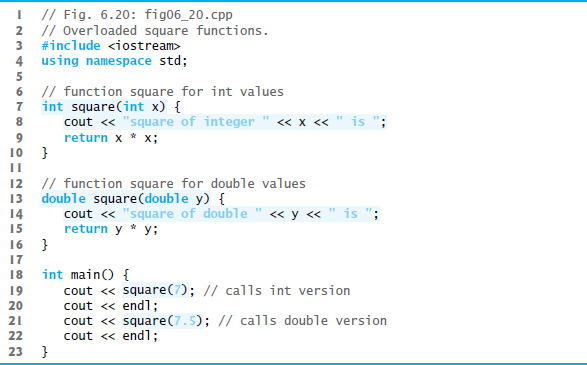 1 // Fig. 6.20: fig06_20.cpp
2 // Overloaded square functions.
3 #include <iostream>
4 using namespace std;
5
6 // function square for int values
7 int square(int x) {
8 cout << "square of integer " << x << " is ";
9 return x * x;
10 }
11
12 // function square for double values
13 double square(double y) {
14 cout << "square of double " << y << " is ";
15 return y * y;
16 }
17
18 int main() {
19 cout << square(7); // calls int version
20 cout << endl;
21 cout << square(7.5); // calls double version
22 cout << endl;
23 }